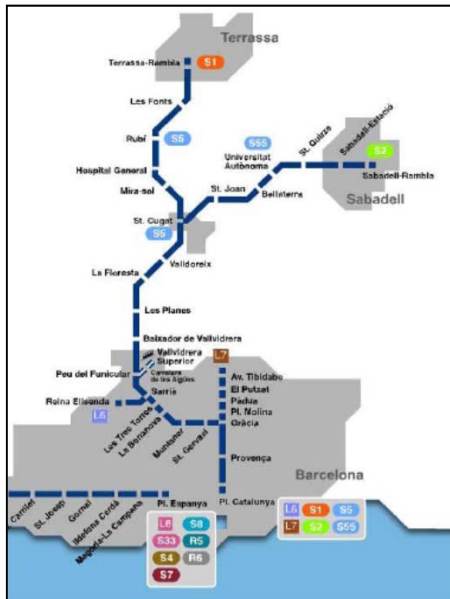 Terrassa
Terrassa-Rambla
S1
Les Fonts
Rubí
S5
S55
Universitat
Autònoma
St. Quirze
Sabadell-Estació
S2
Sabadell-Rambla
Sabadell
Hospital General
Mira-sol
St. Joan
Bellaterra
St. Cugat
S5
Valldoreix
La Floresta
Les Planes
Baixador de Vallvidrera
Vallvidrera
Superior
Carretera
de les Aigües
Peu del Funicular
L7
Av. Tibidabo
El Putxet
Pàdua
Pl. Molina
Gràcia
Sarrià
Reina Elisenda
L6
Les Tres Torres
La Bonanova
Muntaner
St. Gervasi
Provença
Barcelona
Pl. Catalunya
Pl. Espanya
Carrilet
St. Josep
Gornal
Ildefons Cerdà
Magòria-La Campana
L8 S8
S33 R5
S4 R6
S7
L6 S1 S5
L7 S2 S55